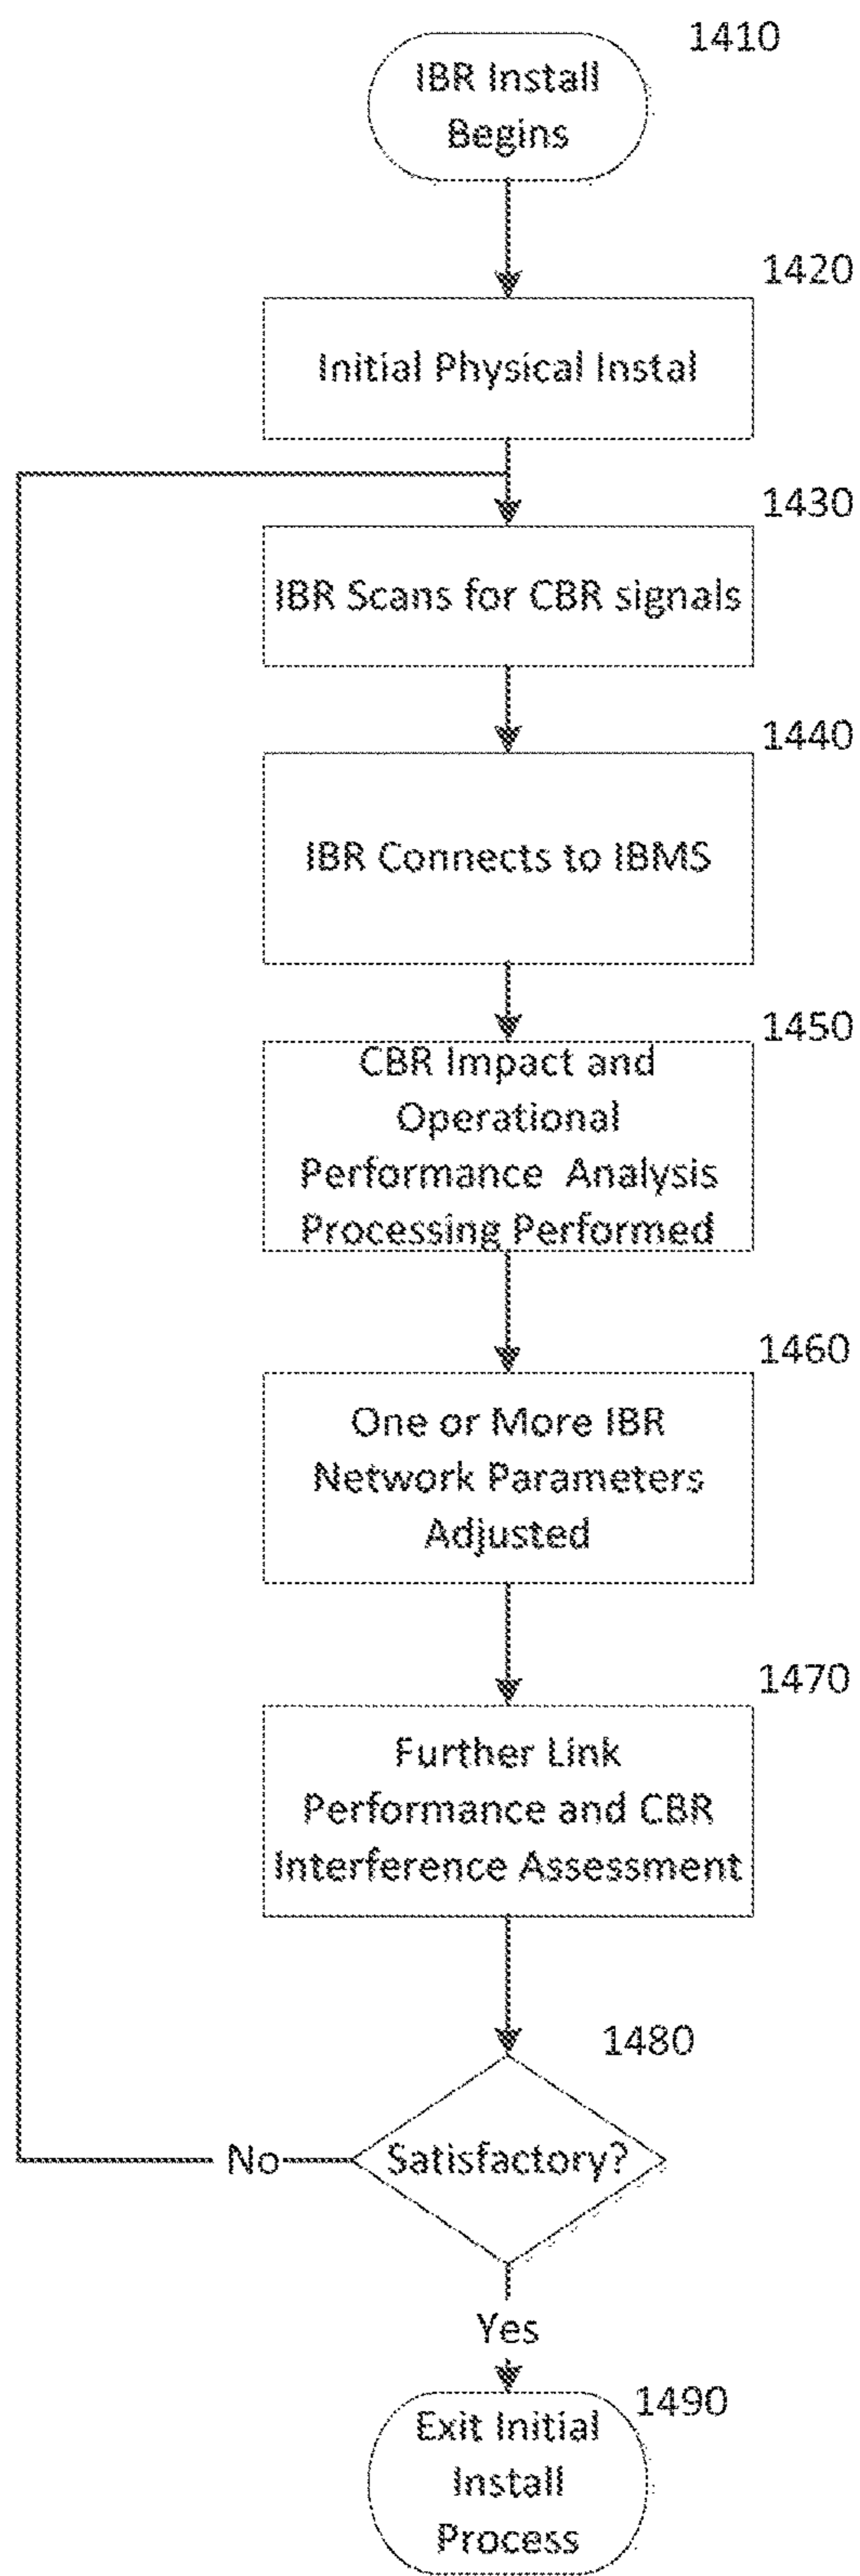 1410
IBR Install
Begins
1420
Initial Physical Instal
1430
IBR Scans for CBR signals
1440
IBR Connects to IBMS
1450
CBR Impact and
Operational
Performance Analysis
Processing Performed
1460
One or More IBR
Network Parameters
Adjusted
1470
Further Link
Performance and CBR
Interference Assessment
1480
Satisfactory?
No
Yes
1490
Exit Initial
Install
Process